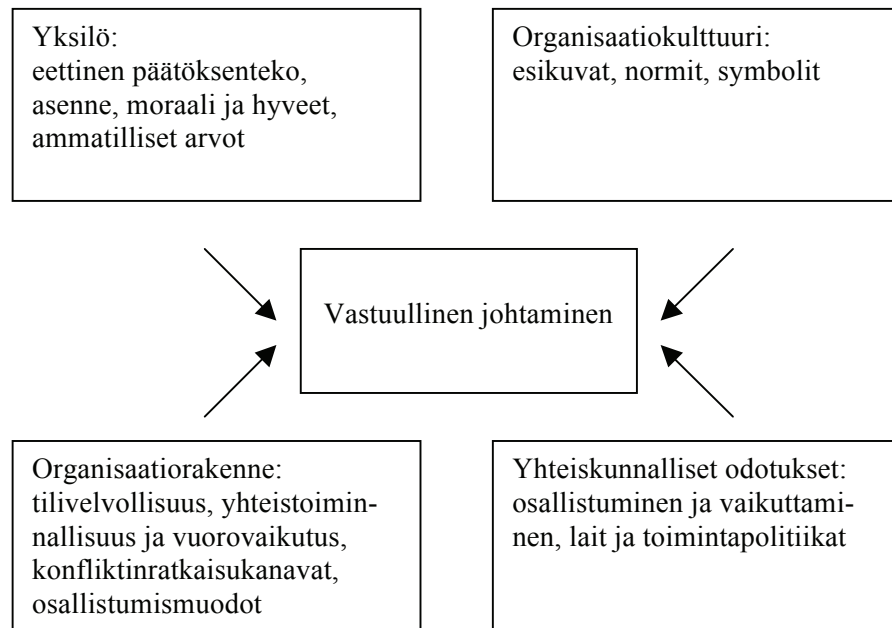 Yksilö:
eettinen päätöksenteko,
asenne, moraali ja hyveet,
ammatilliset arvot
Organisaatiokulttuuri:
esikuvat, normit, symbolit
Vastuullinen johtaminen
Organisaatiorakenne:
tilivelvollisuus, yhteistoimin-
nallisuus ja vuorovaikutus,
konfliktinratkaisukanavat,
osallistumismuodot
Yhteiskunnalliset odotukset:
osallistuminen ja vaikuttami-
nen, lait ja toimintapolitiikat